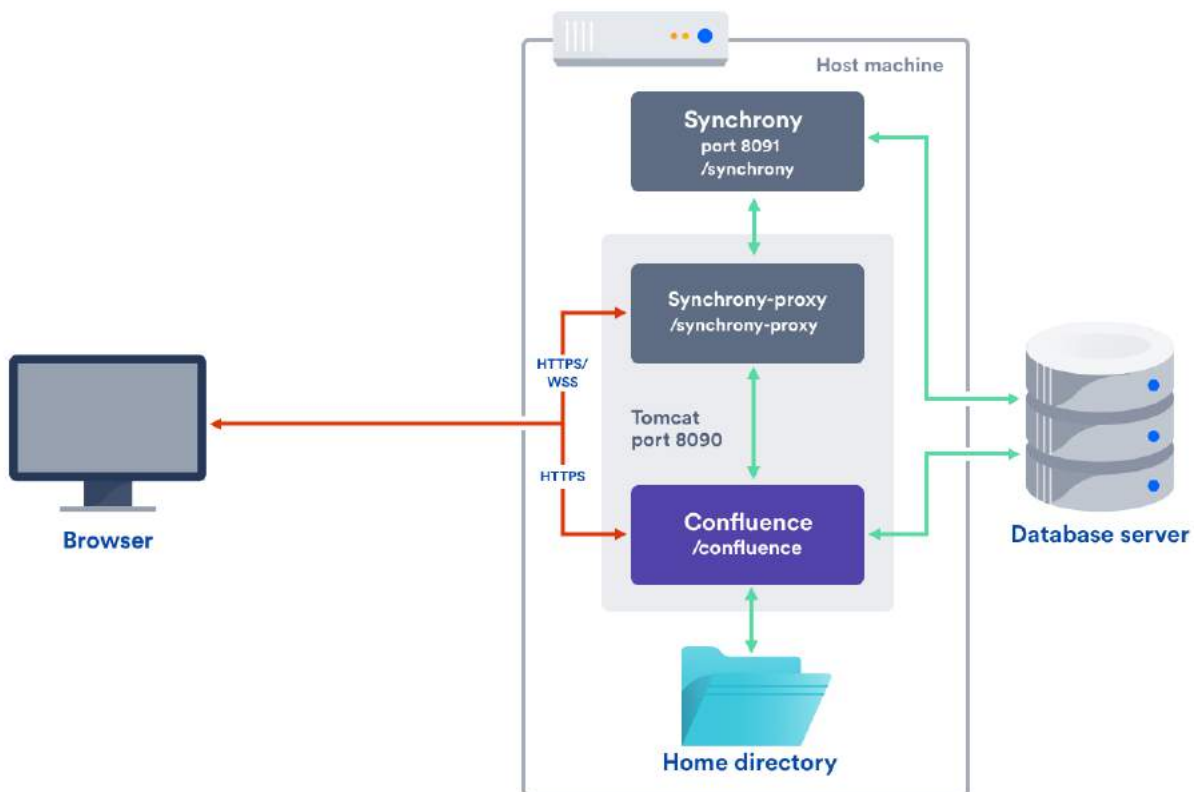 Host machine
Synchrony
port 8091
/synchrony
Synchrony-proxy
/synchrony-proxy
HTTPS/
WSS
Tomcat
port 8090
HTTPS
Confluence
/confluence
Browser
Database server
Home directory